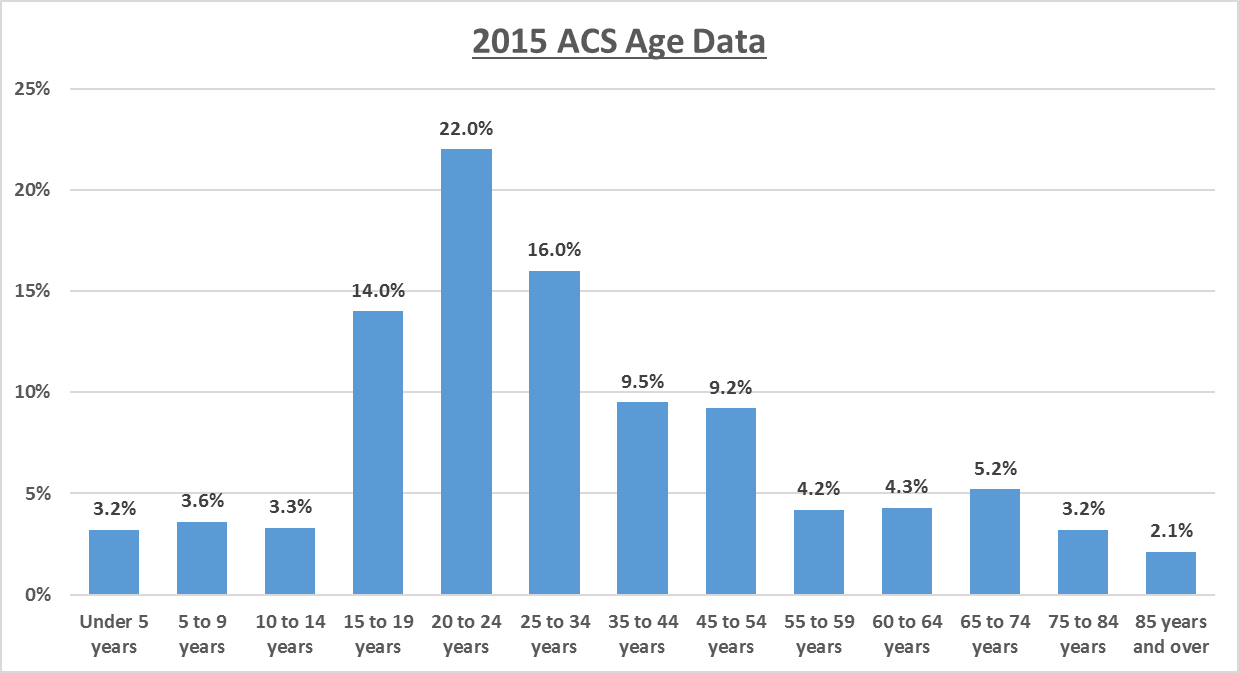 2015 ACS Age Data
25%
20%
15%
10%
5%
0%
3.2%
3.6%
3.3%
14.0%
22.0%
16.0%
9.5%
9.2%
4.2%
4.3%
5.2%
3.2%
2.1%
Under 5
years
5 to 9
years
10 to 14
years
15 to 19
years
20 to 24
years
25 to 34
years
35 to 44
years
45 to 54
years
55 to 59
years
60 to 64
years
65 to 74
years
75 to 84
years
85 years
and over